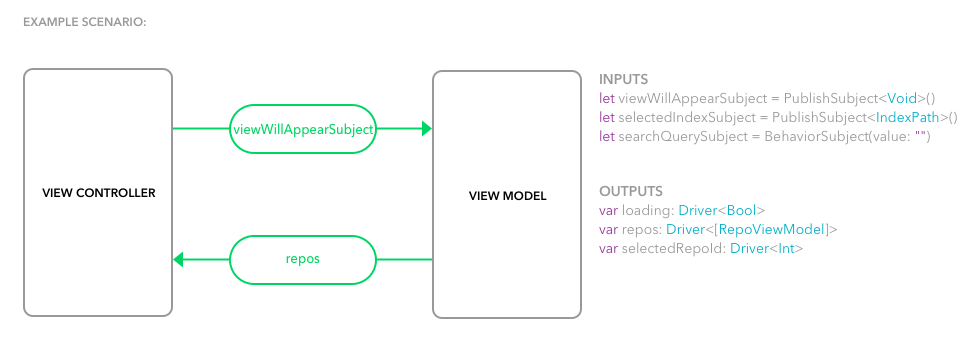 EXAMPLE SCENARIO:
VIEW CONTROLLER
viewWillAppearSubject
repos
VIEW MODEL
INPUTS
let viewWillAppearSubject = PublishSubject<Void>()
let selectedIndexSubject = PublishSubject<IndexPath>()
let searchQuerySubject = BehaviorSubject(value: "")
OUTPUTS
var loading: Driver<Bool>
var repos: Driver<[RepoViewModel]>
var selectedRepoId: Driver<Int>